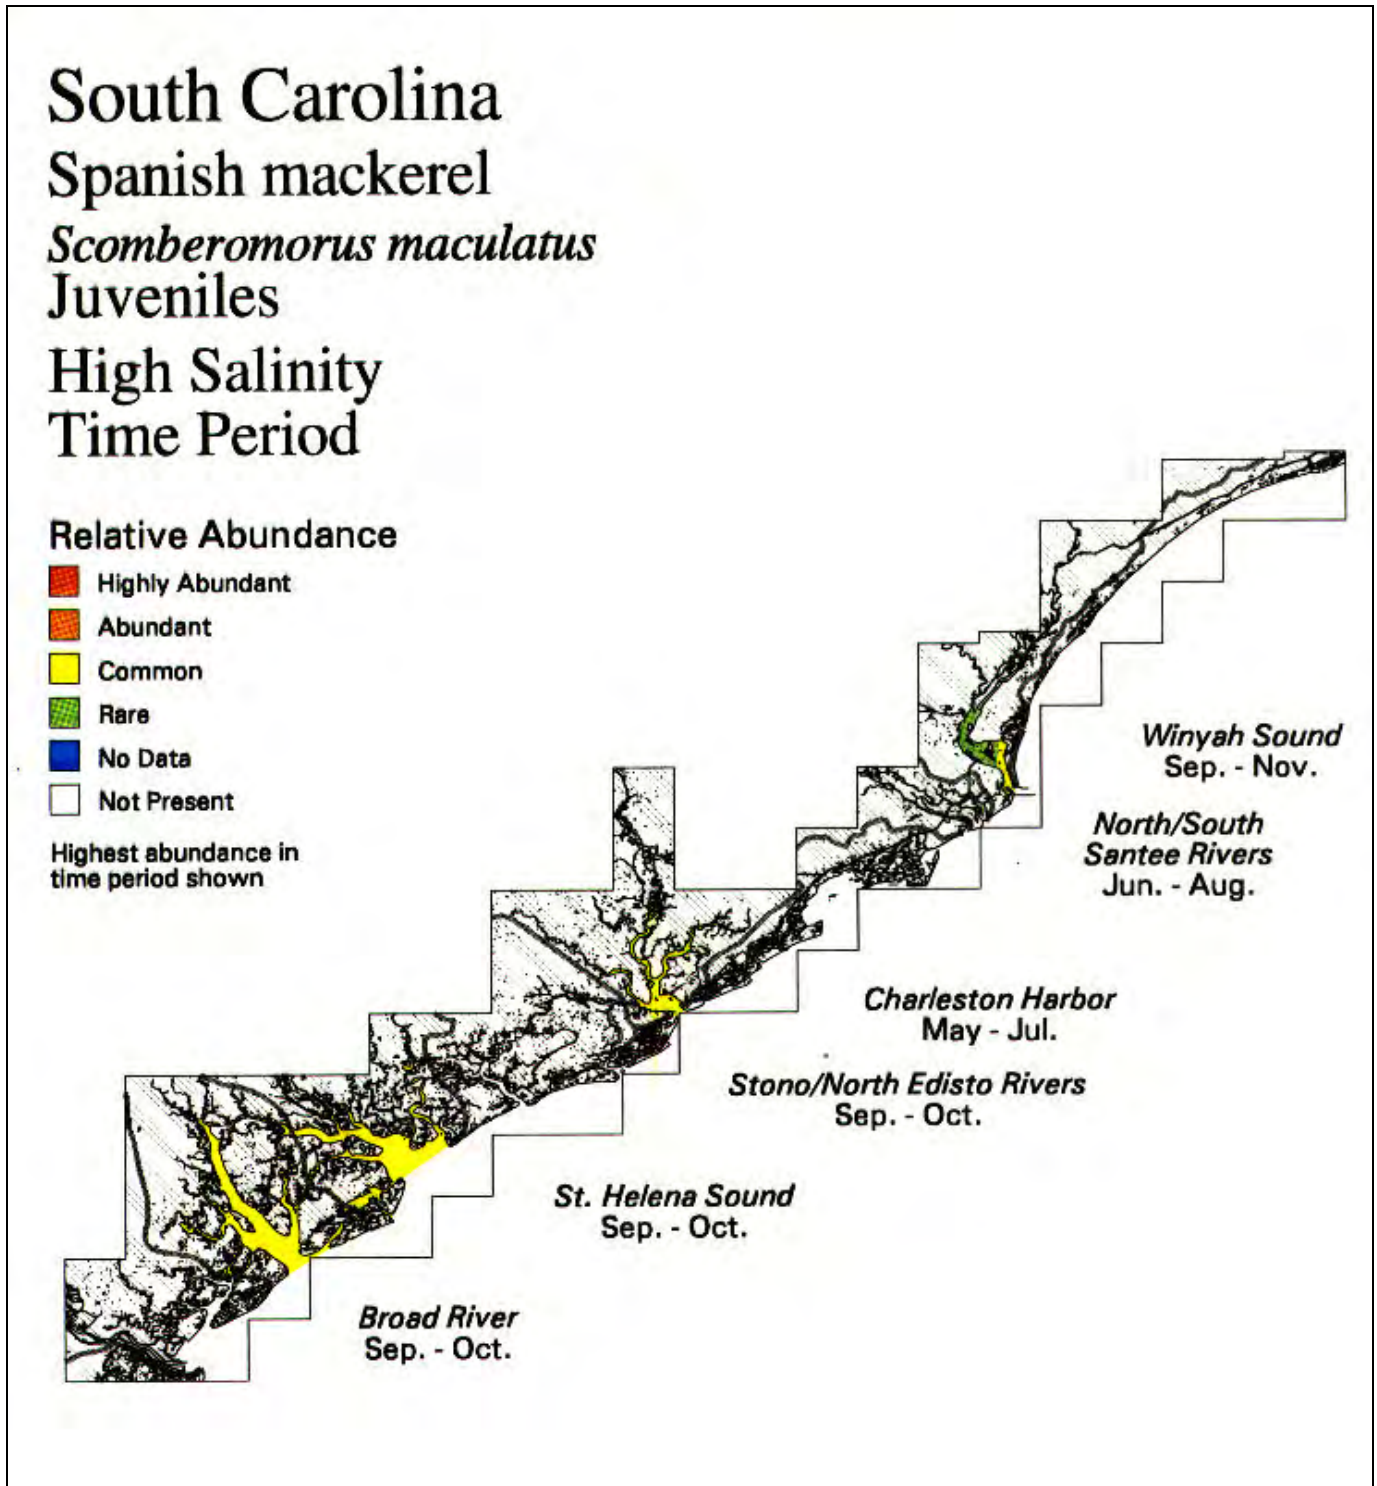 South Carolina
Spanish mackerel
Scomberomorus maculatus
Juveniles
High Salinity
Time Period
Relative Abundance
Highly Abundant
Abundant
Common
Rare
No Data
Not Present
Highest abundance in
time period shown
Winyah Sound
Sep. - Nov.
North/South
Santee Rivers
Jun. - Aug.
Charleston Harbor
May - Jul.
Stono/North Edisto Rivers
Sep. - Oct.
St. Helena Sound
Sep. - Oct.
Broad River
Sep. - Oct.